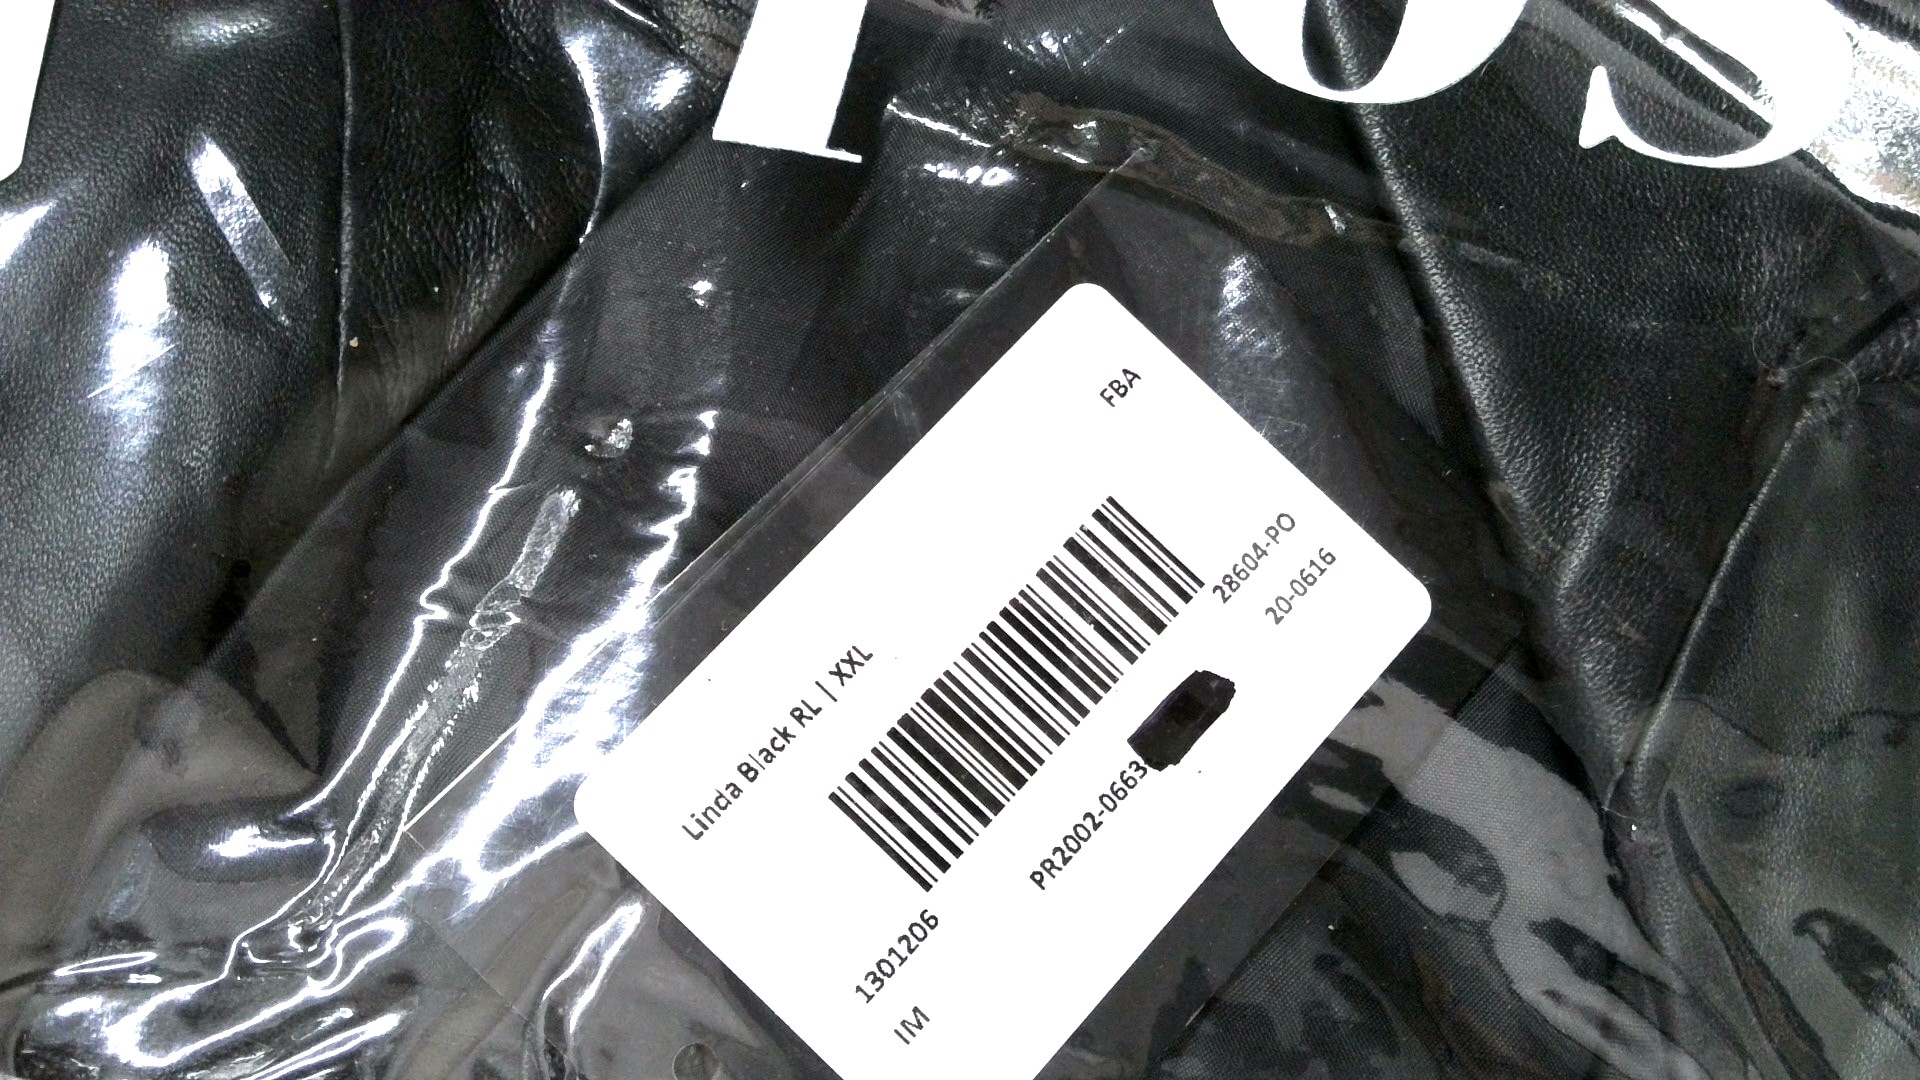 FBA
Linda Black RL | XXL
1301206
28604-PO
IM
PR2002-0663
20-0616